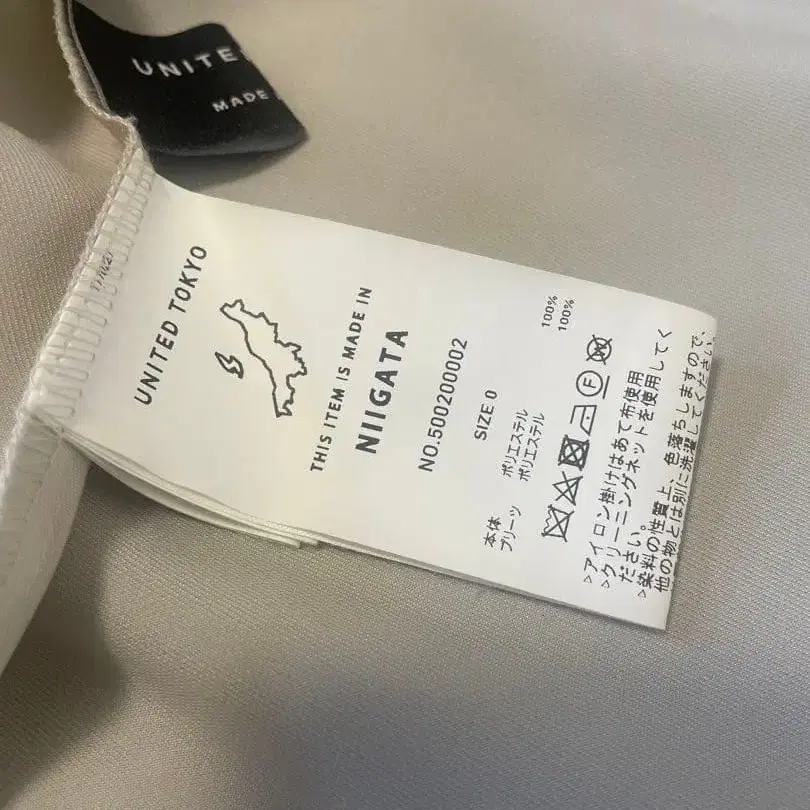 UNITE
MADE
UNITED TOKYO
THIS ITEM IS MADE IN
NIIGATA
NO.500200002
SIZE 0
本体 ポリエステル 100%
プリーツ ポリエステル 100%
F
>アイロン掛けはあて布使用
>クリーニングネットを使用してく
ださい。
>染料の性質上、色落ちしますので、
他の物とは別に洗濯してください。